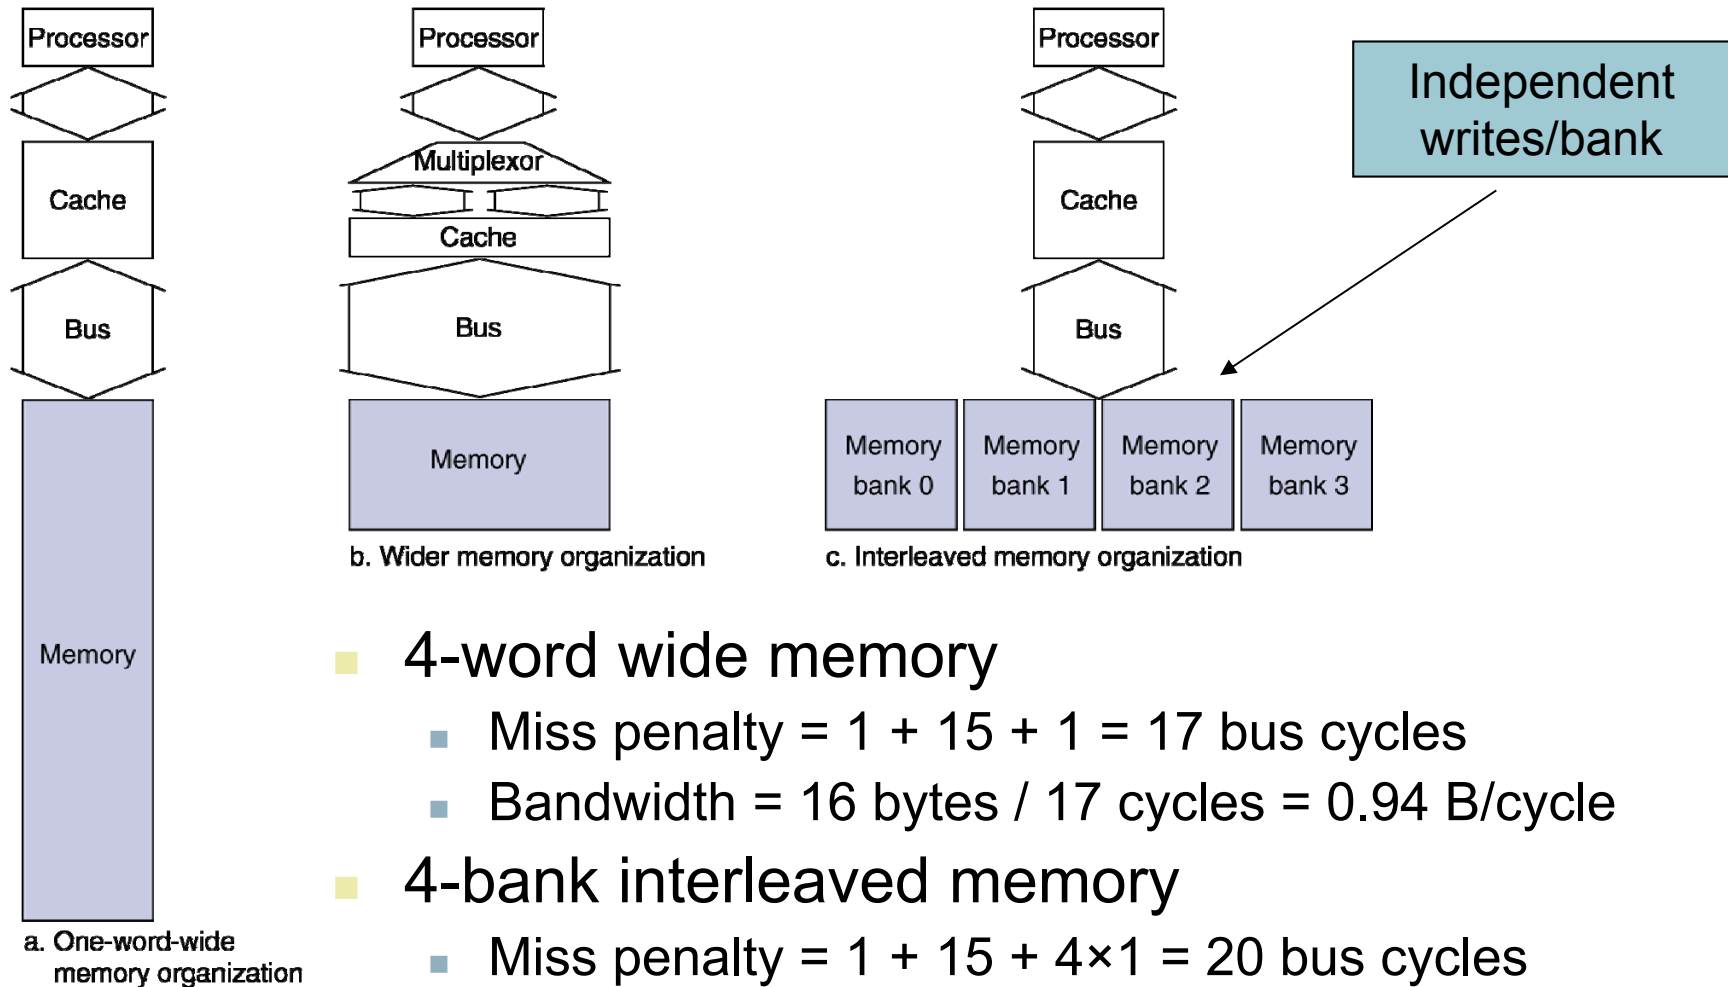 Processor
Cache
Bus
Memory
a. One-word-wide
memory organization
Processor
Multiplexor
Cache
Bus
Memory
b. Wider memory organization
Processor
Cache
Bus
Memory
bank 0
Memory
bank 1
Memory
bank 2
Memory
bank 3
c. Interleaved memory organization
Independent
writes/bank
4-word wide memory
Miss penalty = 1 + 15 + 1 = 17 bus cycles
Bandwidth = 16 bytes / 17 cycles = 0.94 B/cycle
4-bank interleaved memory
Miss penalty = 1 + 15 + 4×1 = 20 bus cycles